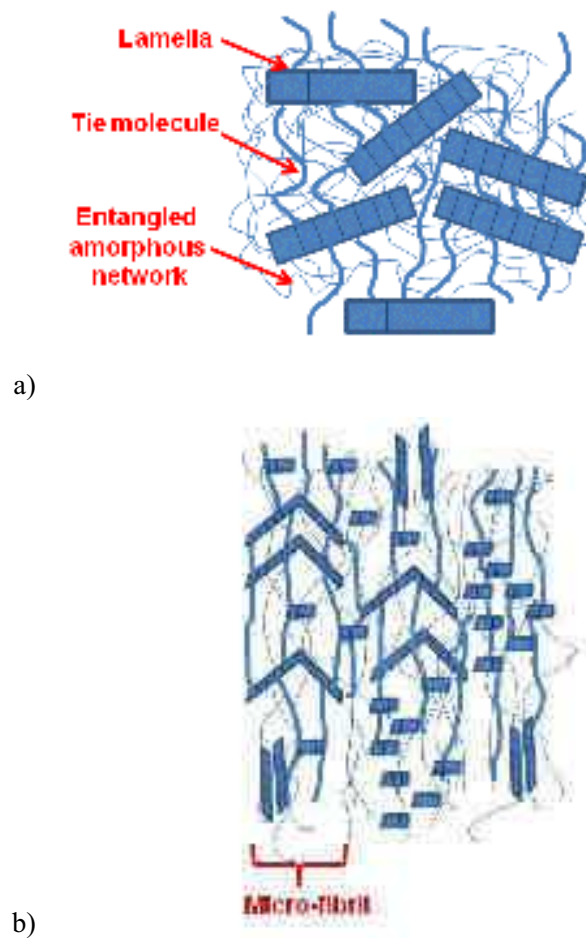 Lamella
Tie molecule
Entangled
amorphous
network
a)
Micro-fibril
b)